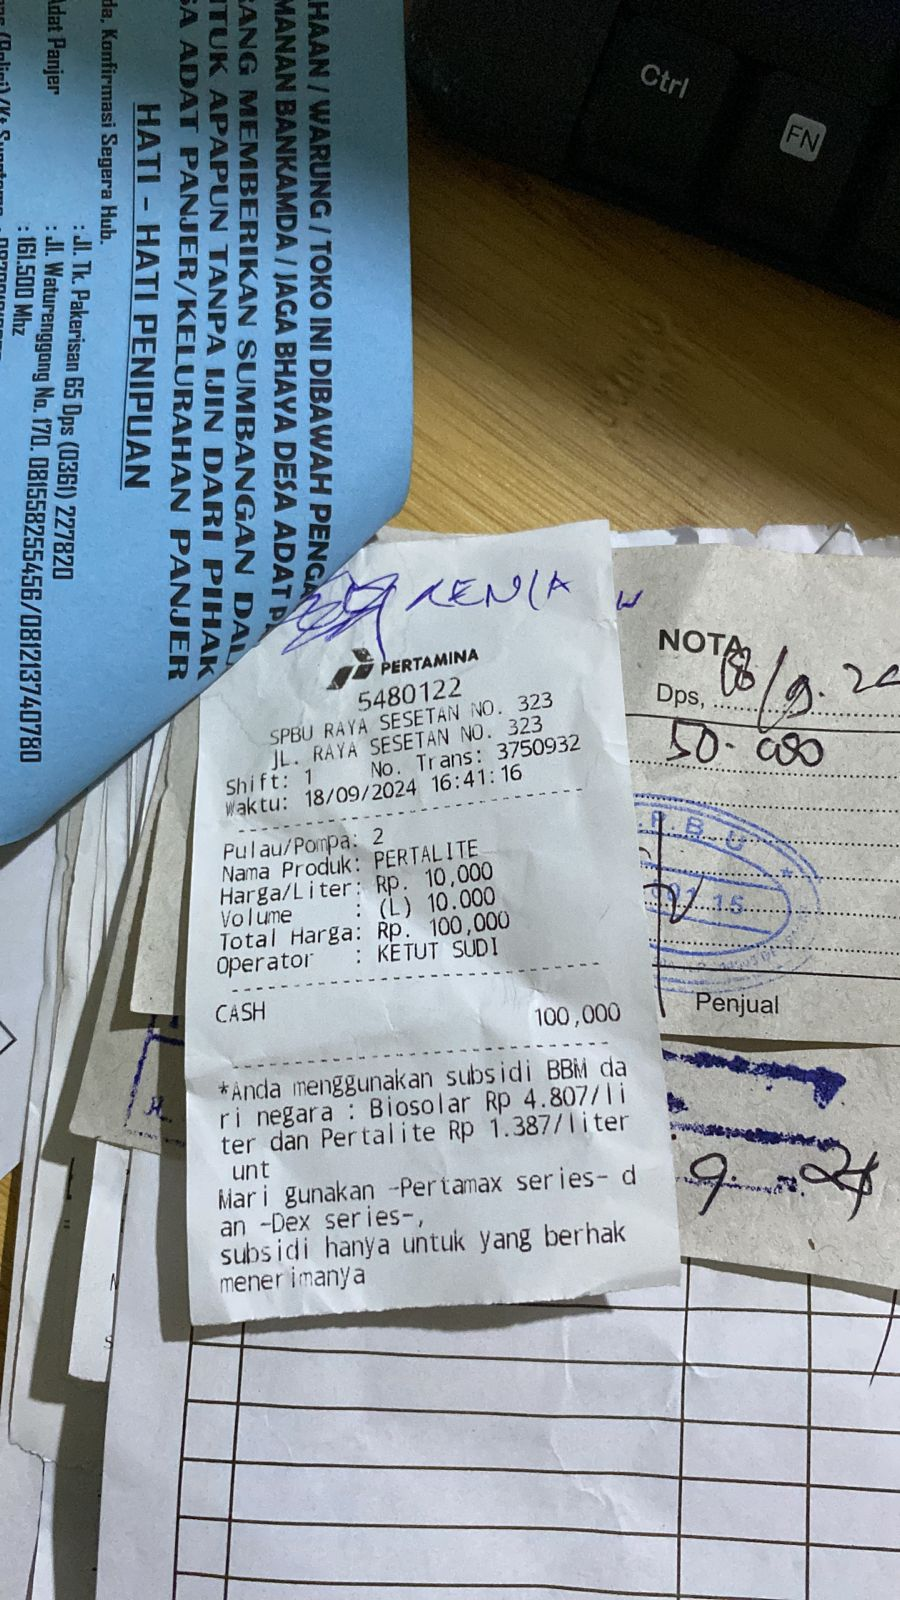 HAAN / WARUNG / TOKO INI DIBAWAH PENGA
MANAN BANKAMDA / JAGA BHAYA DESA ADAT P
ANG MEMBERIKAN SUMBANGAN DAL
TUK APAPUN TANPA IJIN DARI PIHAK
SA ADAT PANJER/KELURAHAN PANJER
HATI - HATI PENIPUAN
da, Konfirmasi Segera Hub.
: Jl. Tk. Pakerisan 65 Dps (0361) 227820
Adat Panjer : Jl. Waturenggong No. 170. 081558255456/081213740780
: 161.500 Mhz
Ctrl
FN
KENIA
PERTAMINA
5480122
SPBU RAYA SESETAN NO. 323
JL. RAYA SESETAN NO. 323
Shift: 1 No. Trans: 3750932
Waktu: 18/09/2024 16:41:16
Pulau/Pompa: 2
Nama Produk: PERTALITE
Harga/Liter: Rp. 10,000
Volume : (L) 10.000
Total Harga: Rp. 100,000
Operator : KETUT SUDI
CASH 100,000
*Anda menggunakan subsidi BBM da
ri negara : Biosolar Rp 4.807/li
ter dan Pertalite Rp 1.387/liter
unt
Mari gunakan -Pertamax series- d
an -Dex series-,
subsidi hanya untuk yang berhak
menerimanya
NOTA
Dps, 18/9.
50.000
P.B.U
Penjual
9